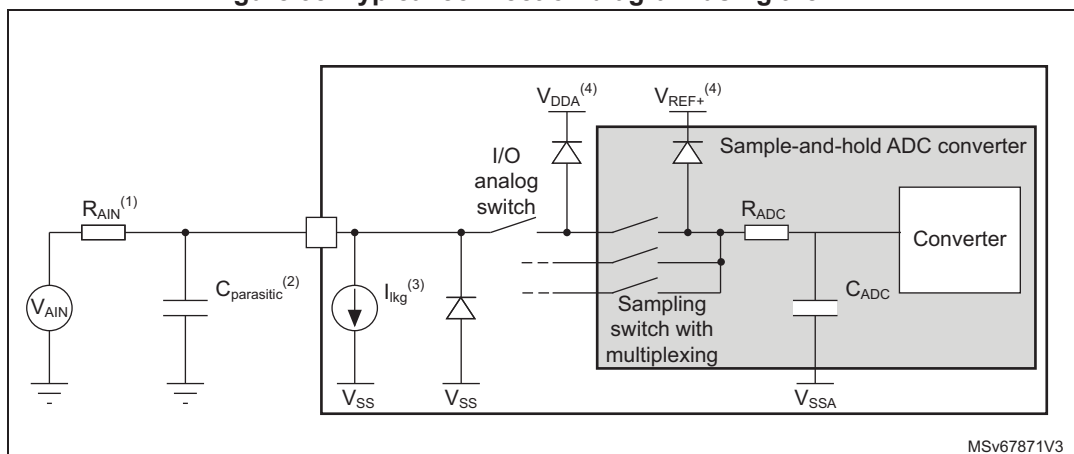 V_DDA^(4)
V_REF+^(4)
Sample-and-hold ADC converter
I/O
analog
switch
R_AIN^(1)
R_ADC
Converter
V_AIN
C_parasitic^(2)
I_lkg^(3)
C_ADC
Sampling
switch with
multiplexing
V_SS
V_SS
V_SSA
MSv67871V3